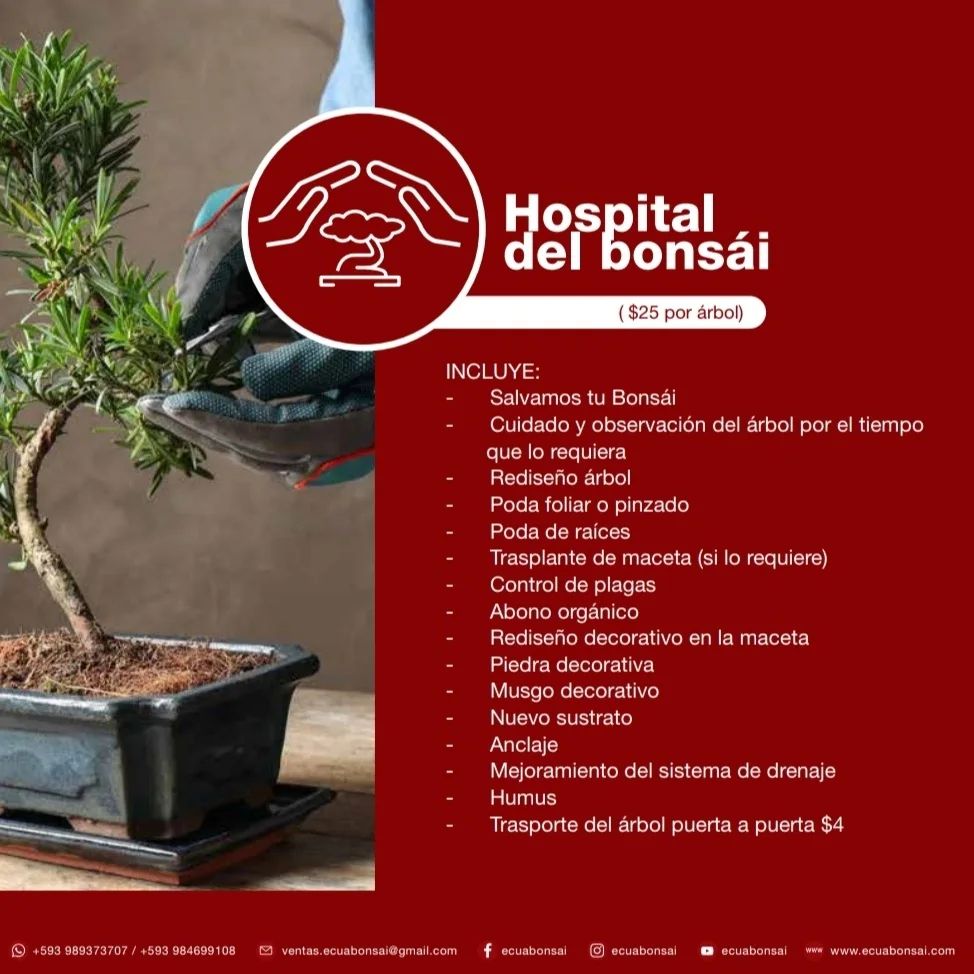 Hospital
del bonsái
( $25 por árbol)
INCLUYE:
- Salvamos tu Bonsái
- Cuidado y observación del árbol por el tiempo
que lo requiera
- Rediseño árbol
- Poda foliar o pinzado
- Poda de raíces
- Trasplante de maceta (si lo requiere)
- Control de plagas
- Abono orgánico
- Rediseño decorativo en la maceta
- Piedra decorativa
- Musgo decorativo
- Nuevo sustrato
- Anclaje
- Mejoramiento del sistema de drenaje
- Humus
- Trasporte del árbol puerta a puerta $4
+593 989373707 / +593 984699108 ventas.ecuabonsai@gmail.com ecuabonsai ecuabonsai ecuabonsai www www.ecuabonsai.com